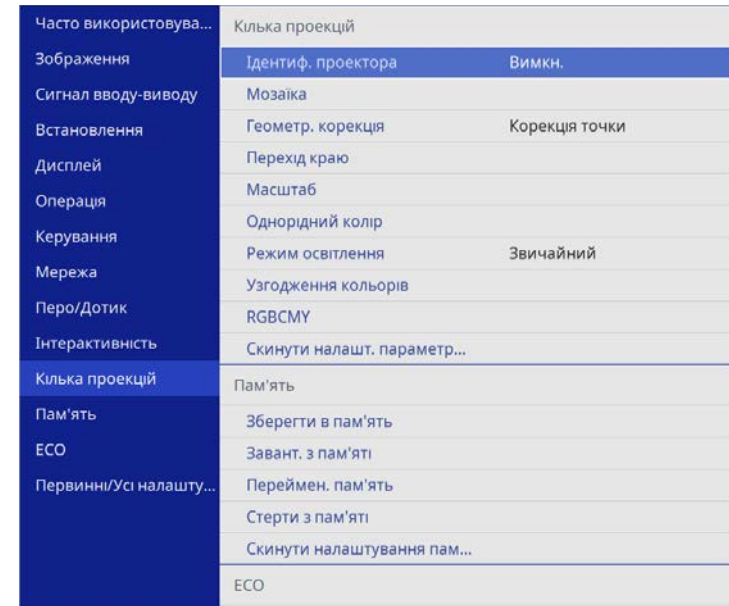 Часто використовува...
Зображення
Сигнал вводу-виводу
Встановлення
Дисплей
Операція
Керування
Мережа
Перо/Дотик
Інтерактивність
Кілька проекцій
Пам'ять
ECO
Первинні/Усі налашту...
Кілька проекцій
Ідентиф. проектора Вимкн.
Мозаїка
Геометр. корекція Корекція точки
Перехід краю
Масштаб
Однорідний колір
Режим освітлення Звичайний
Узгодження кольорів
RGBCMY
Скинути налашт. параметр...
Пам'ять
Зберегти в пам'ять
Завант. з пам'яті
Переймен. пам'ять
Стерти з пам'яті
Скинути налаштування пам...
ECO